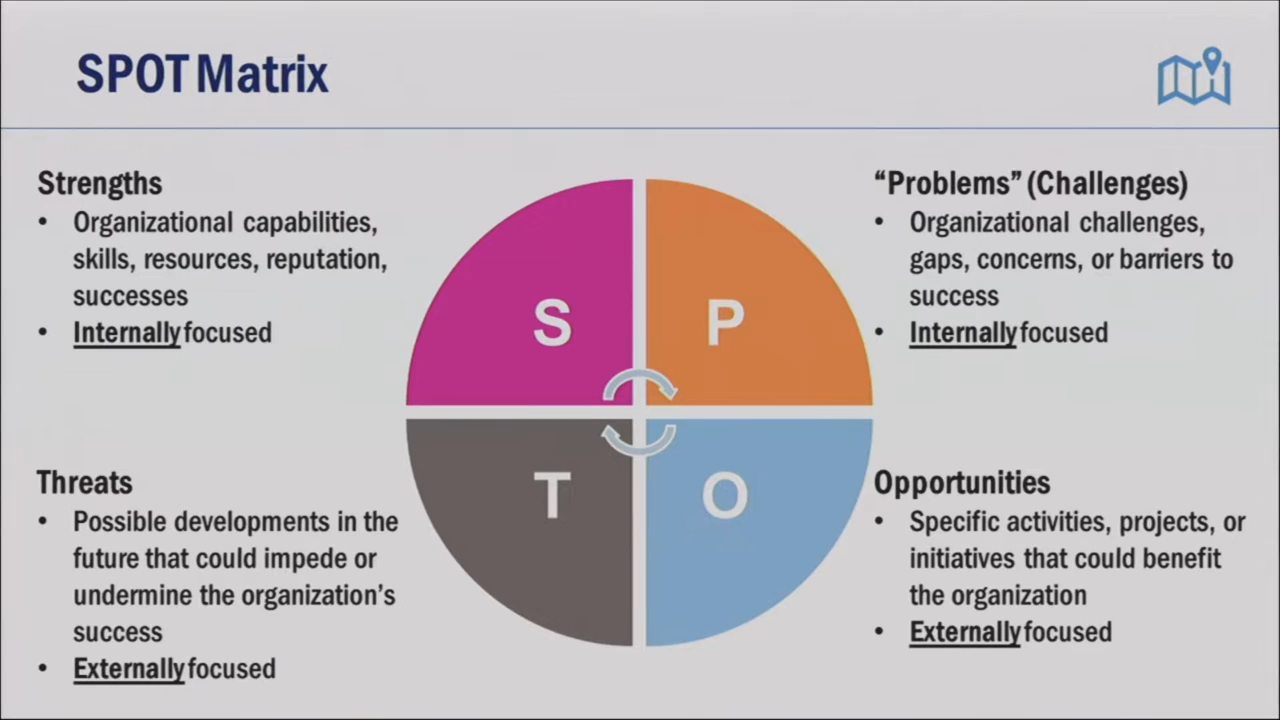 SPOT Matrix
Strengths
• Organizational capabilities,
skills, resources, reputation,
successes
• Internally focused
“Problems” (Challenges)
• Organizational challenges,
gaps, concerns, or barriers to
success
• Internally focused
S
P
T
O
Threats
• Possible developments in the
future that could impede or
undermine the organization’s
success
• Externally focused
Opportunities
• Specific activities, projects, or
initiatives that could benefit
the organization
• Externally focused